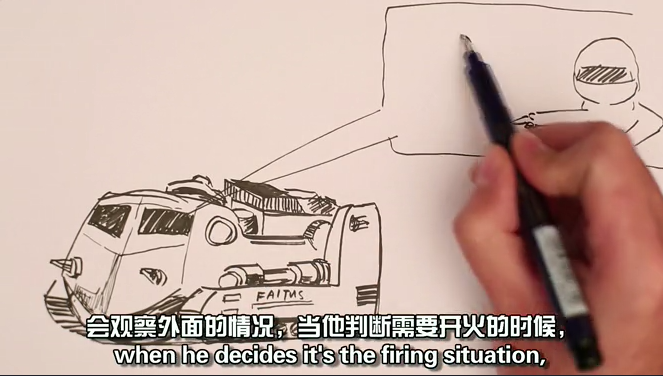 FAITHS
会观察外面的情况，当他判断需要开火的时候，
when he decides it's the firing situation,